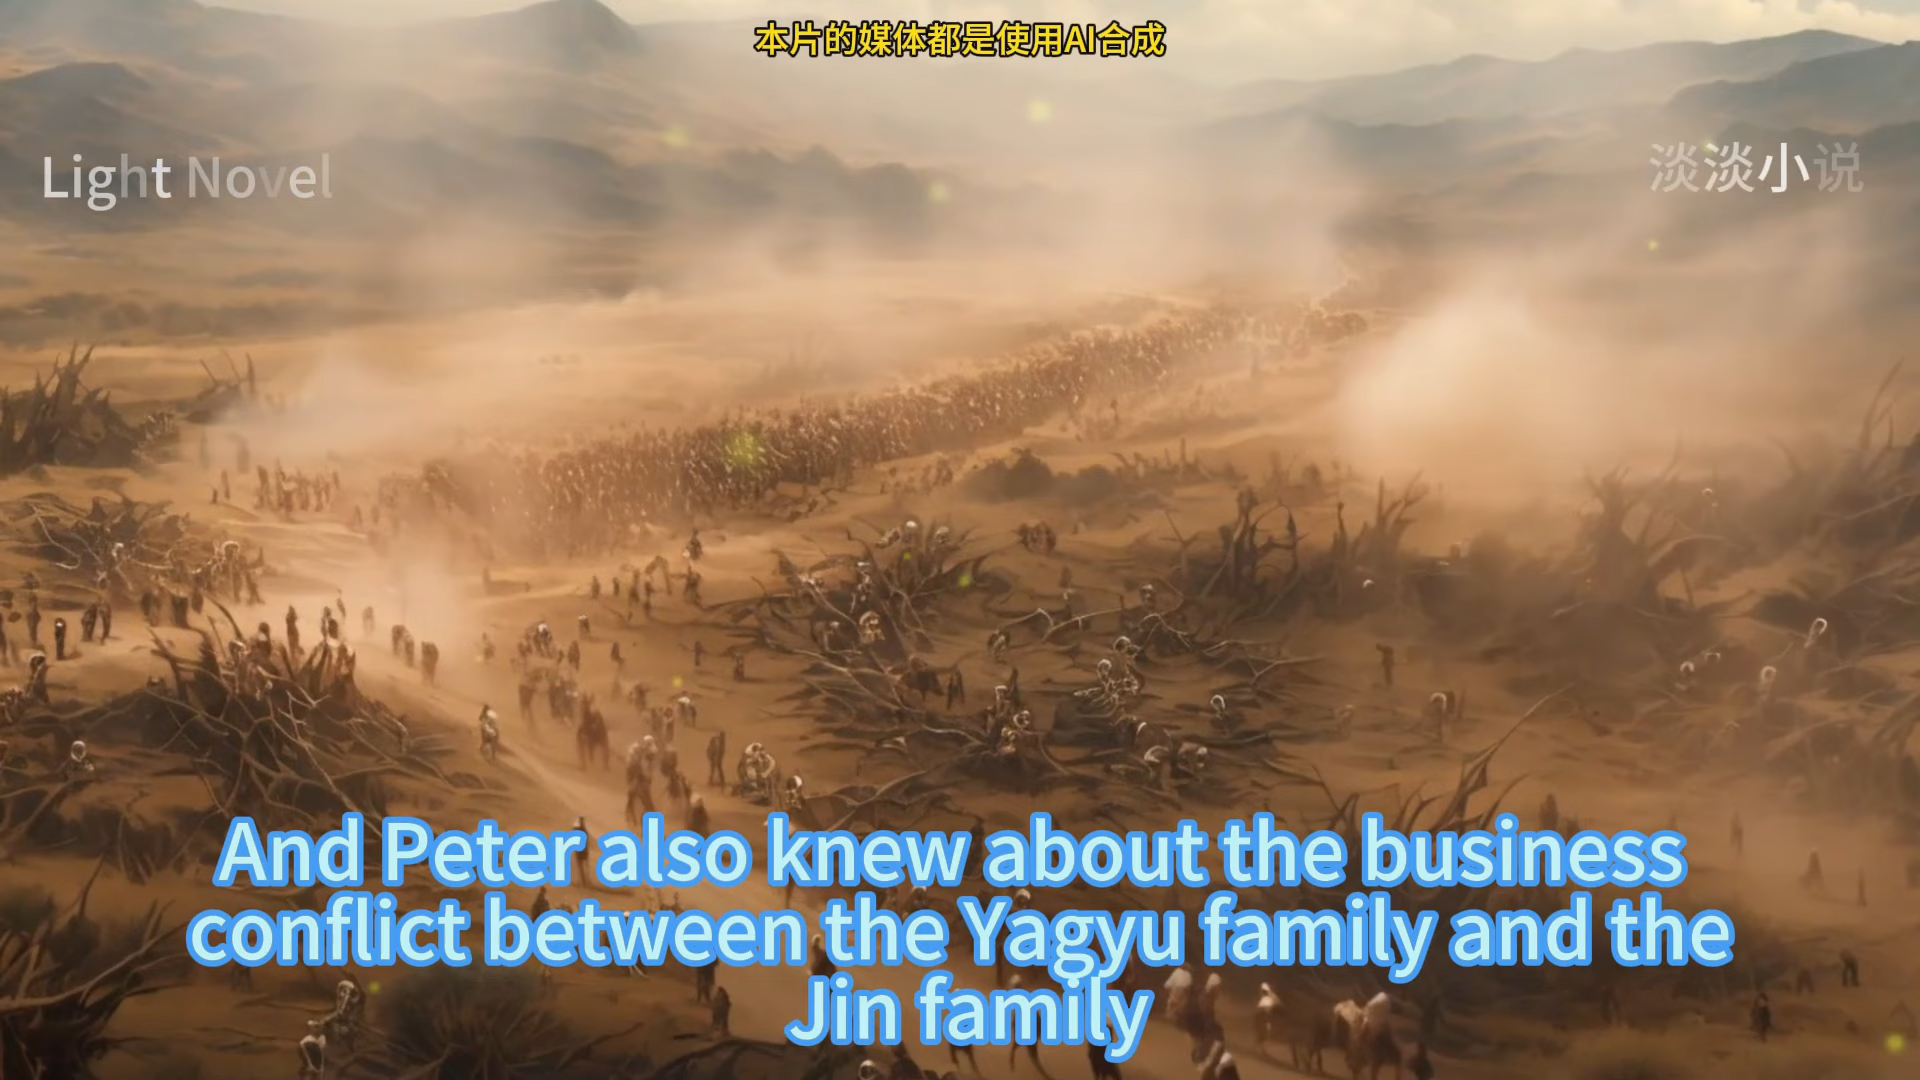 本片的媒体都是使用AI合成
Light Novel
淡淡小说
And Peter also knew about the business
conflict between the Yagyu family and the
Jin family